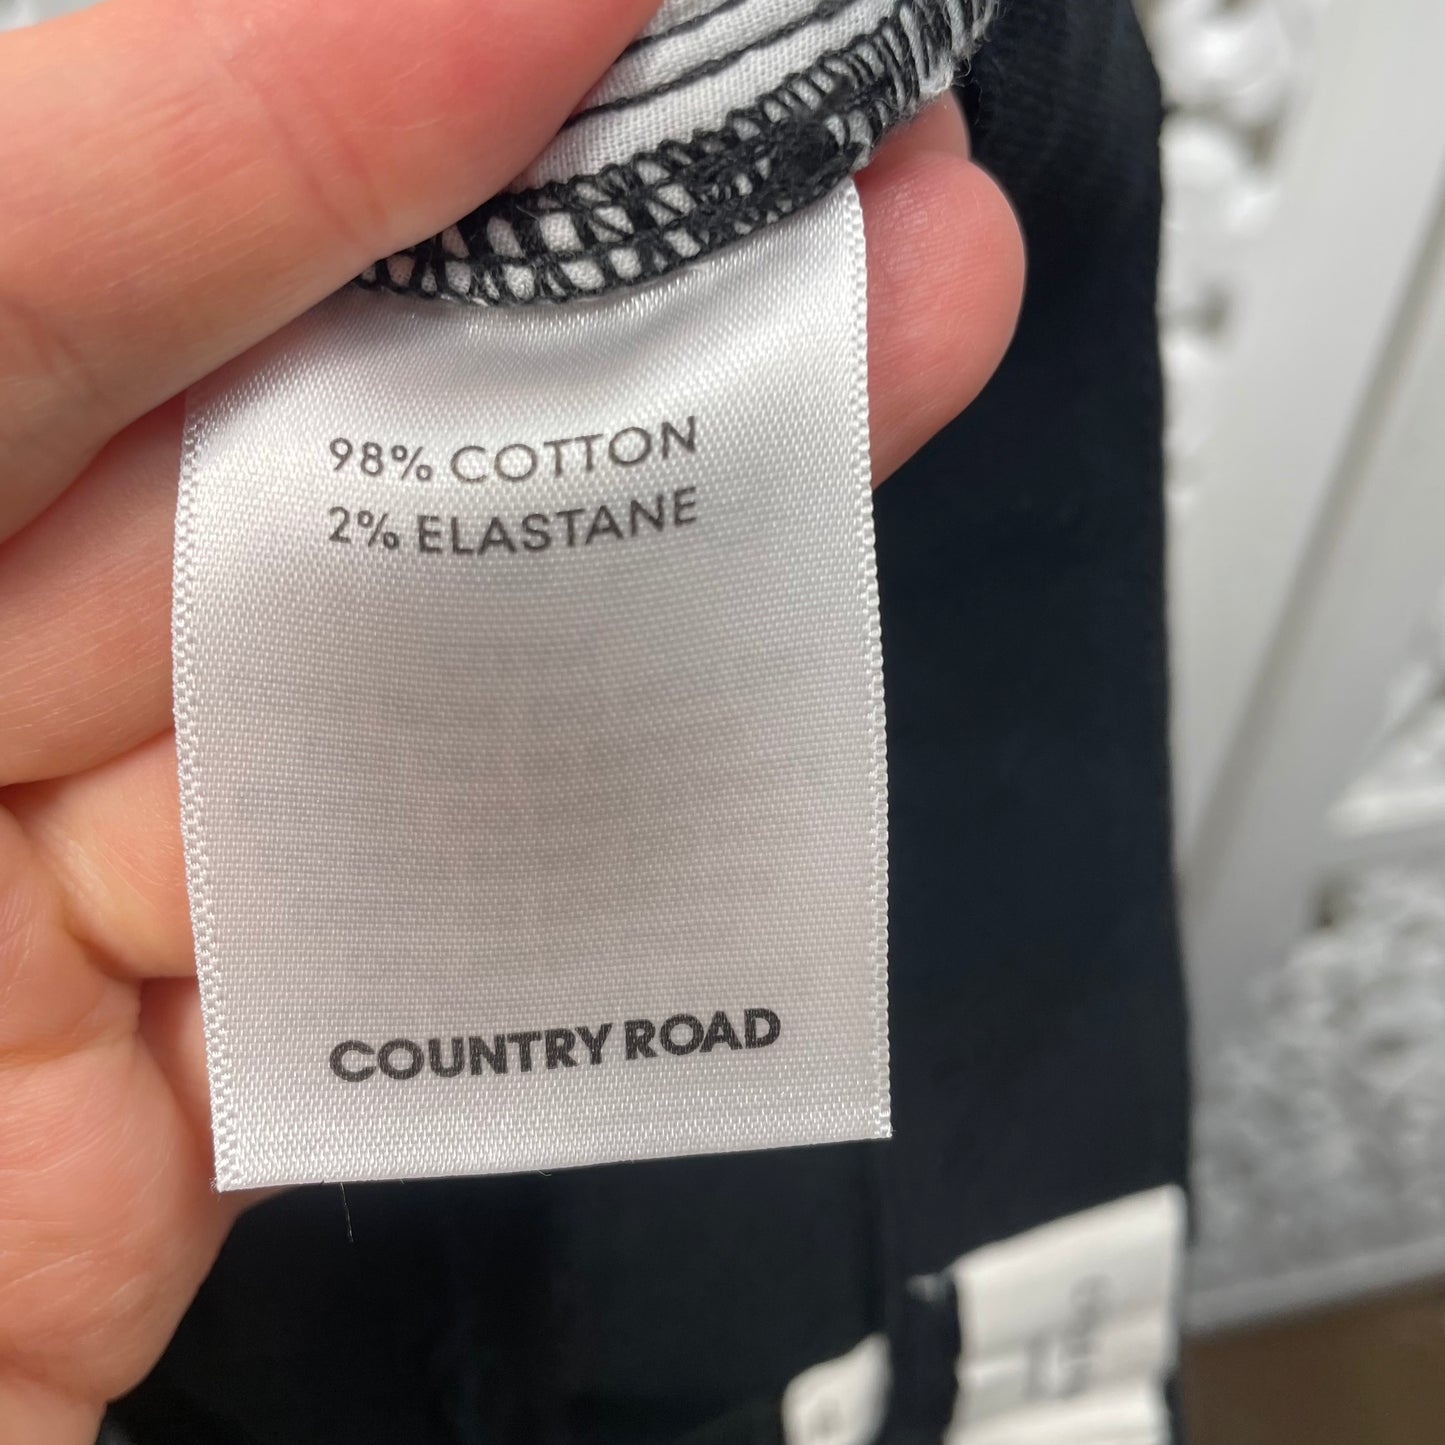 98% COTTON
2% ELASTANE
COUNTRY ROAD